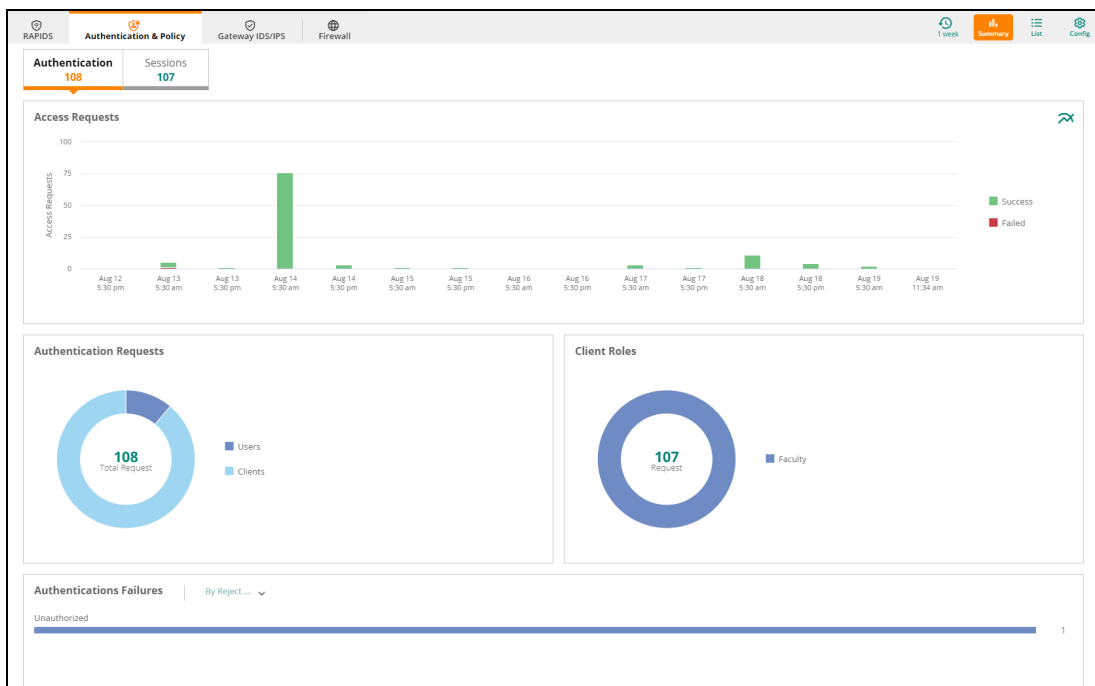 RAPIDS
Authentication & Policy
Gateway IDS/IPS
Firewall
1 week
Summary
List
Config
Authentication
108
Sessions
107
Access Requests
100
75
50
25
0
Access Requests
Aug 12
5:30 pm
Aug 13
5:30 am
Aug 13
5:30 pm
Aug 14
5:30 am
Aug 14
5:30 pm
Aug 15
5:30 am
Aug 15
5:30 pm
Aug 16
5:30 am
Aug 16
5:30 pm
Aug 17
5:30 am
Aug 17
5:30 pm
Aug 18
5:30 am
Aug 18
5:30 pm
Aug 19
5:30 am
Aug 19
11:34 am
Success
Failed
Authentication Requests
108
Total Request
Users
Clients
Client Roles
107
Request
Faculty
Authentications Failures
By Reject ...
Unauthorized
1